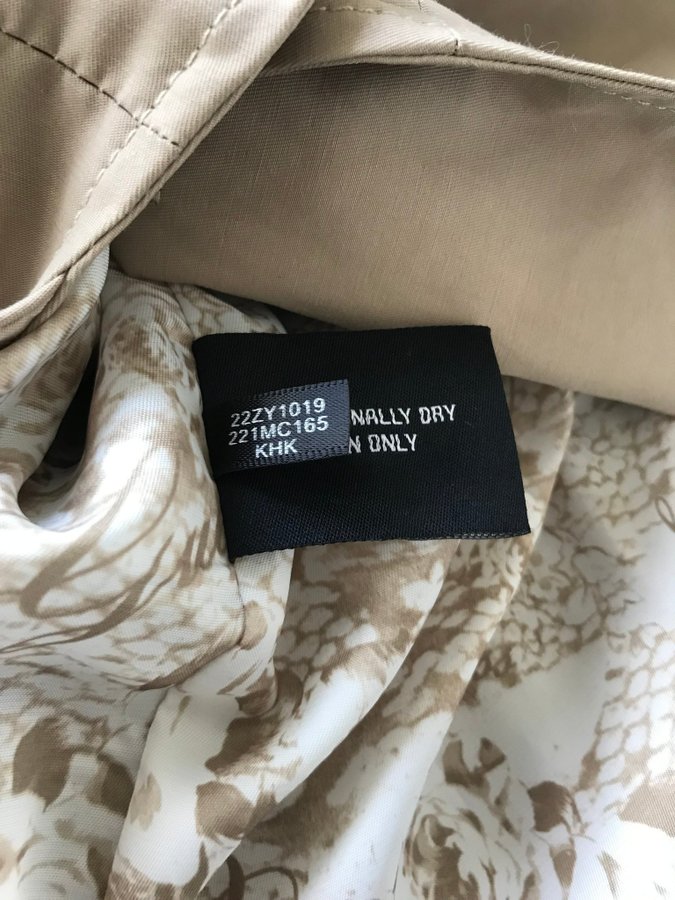 22ZY1019
221MC165
KHK
NALLY DRY
N ONLY